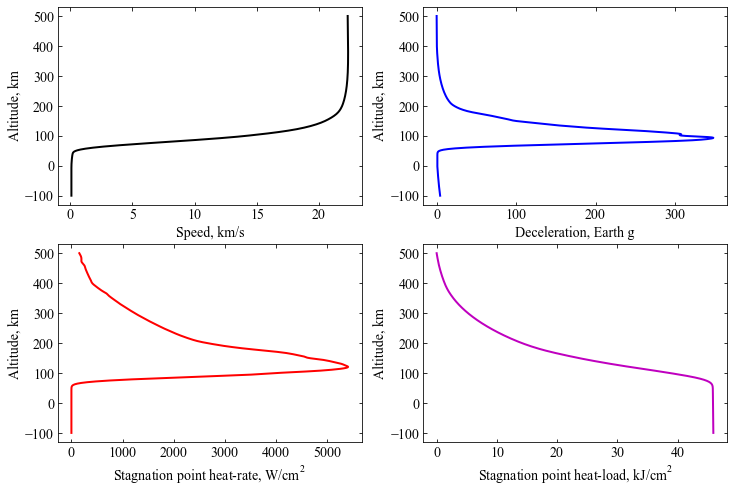 500
400
300
200
100
0
−100
Altitude, km
0 5 10 15 20
Speed, km/s
500
400
300
200
100
0
−100
Altitude, km
0 100 200 300
Deceleration, Earth g
500
400
300
200
100
0
−100
Altitude, km
0 1000 2000 3000 4000 5000
Stagnation point heat-rate, W/cm²
500
400
300
200
100
0
−100
Altitude, km
0 10 20 30 40
Stagnation point heat-load, kJ/cm²